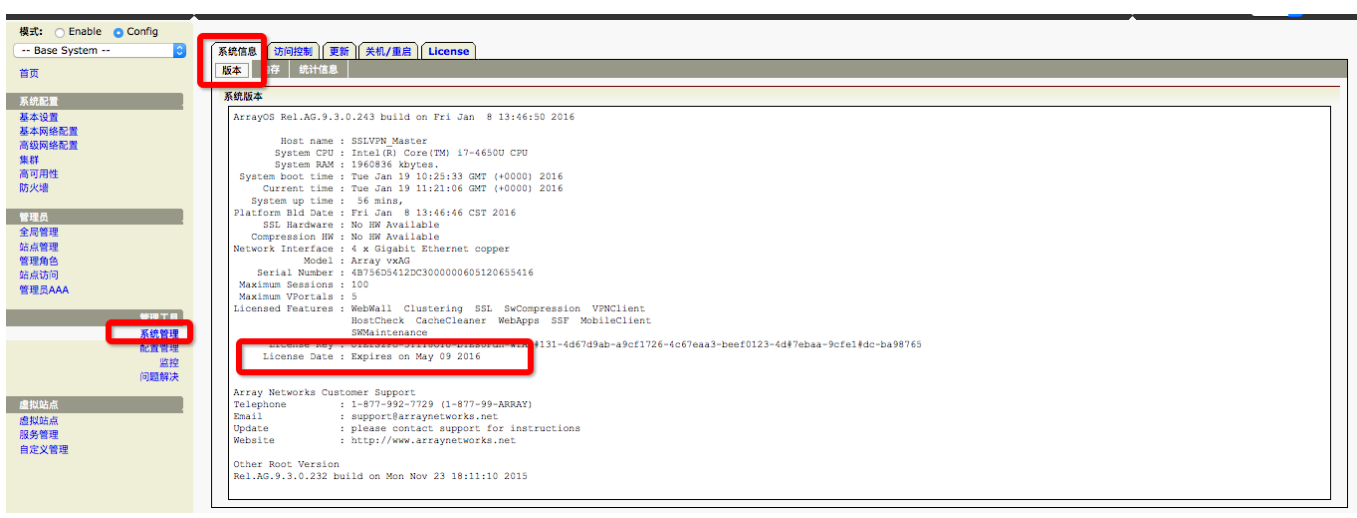 模式: Enable Config
-- Base System --
首页
系统配置
基本设置
基本网络配置
高级网络配置
集群
高可用性
防火墙
管理员
全局管理
站点管理
管理角色
站点访问
管理员AAA
管理工具
系统管理
配置管理
监控
问题解决
虚拟站点
虚拟站点
服务管理
自定义管理
系统信息 访问控制 更新 关机/重启 License
版本 统计信息
系统版本
ArrayOS Rel.AG.9.3.0.243 build on Fri Jan 8 13:46:50 2016
Host name : SSLVPN_Master
System CPU : Intel(R) Core(TM) i7-4650U CPU
System RAM : 1960836 kbytes.
System boot time : Tue Jan 19 10:25:33 GMT (+0000) 2016
Current time : Tue Jan 19 11:21:06 GMT (+0000) 2016
System up time : 56 mins,
Platform Bld Date : Fri Jan 8 13:46:46 CST 2016
SSL Hardware : No HW Available
Compression HW : No HW Available
Network Interface : 4 x Gigabit Ethernet copper
Model : Array vxAG
Serial Number : 4B756D5412DC3000000605120655416
Maximum Sessions : 100
Maximum VPortals : 5
Licensed Features : WebWall Clustering SSL SwCompression VPNClient
HostCheck CacheCleaner WebApps SSF MobileClient
SWMaintenance
License Key : #131-4d67d9ab-a9cf1726-4c67eaa3-beef0123-4d#7ebaa-9cfe1#dc-ba98765
License Date : Expires on May 09 2016
Array Networks Customer Support
Telephone : 1-877-992-7729 (1-877-99-ARRAY)
Email : support@arraynetworks.net
Update : please contact support for instructions
Website : http://www.arraynetworks.net
Other Root Version
Rel.AG.9.3.0.232 build on Mon Nov 23 18:11:10 2015